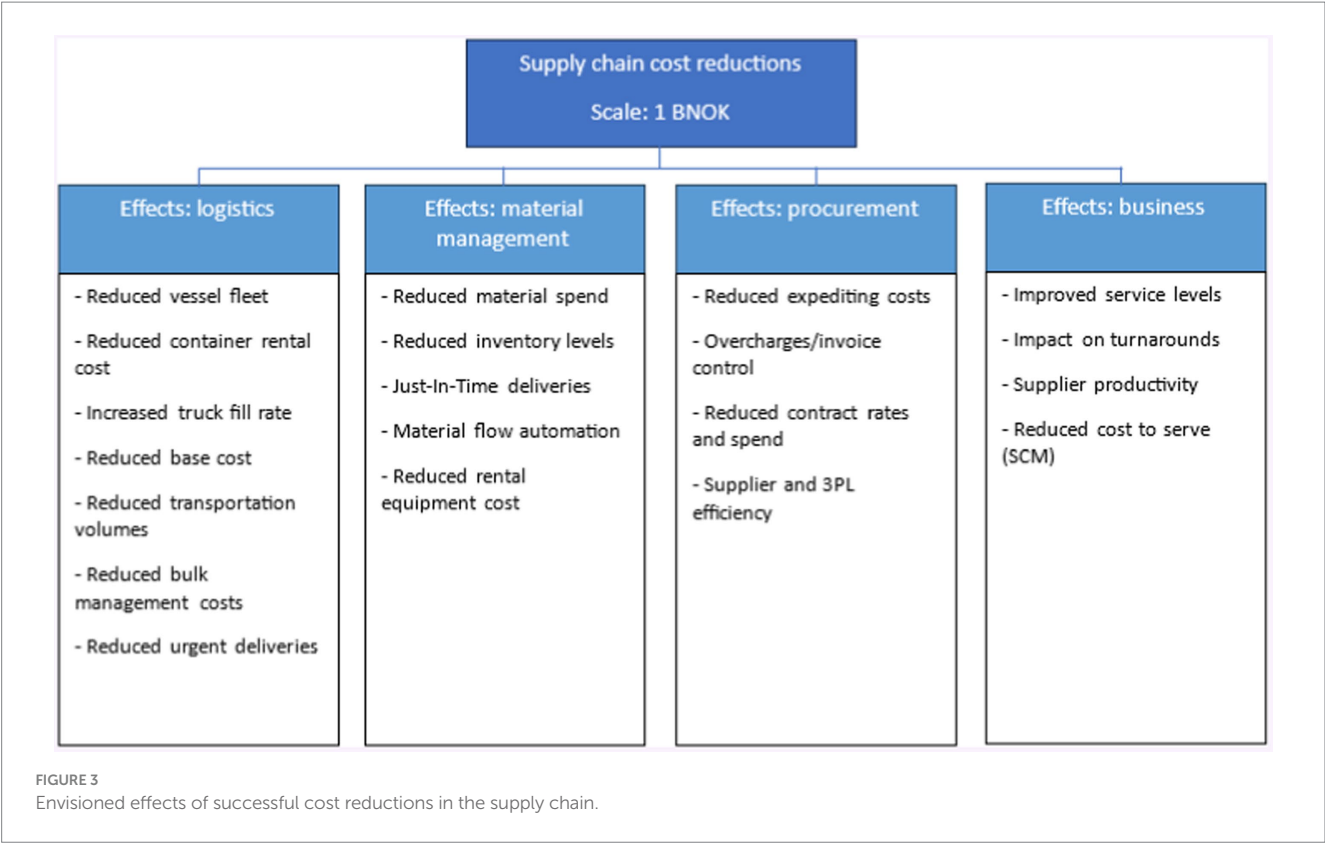 Supply chain cost reductions
Scale: 1 BNOK
Effects: logistics
- Reduced vessel fleet
- Reduced container rental
cost
- Increased truck fill rate
- Reduced base cost
- Reduced transportation
volumes
- Reduced bulk
management costs
- Reduced urgent deliveries
Effects: material
management
- Reduced material spend
- Reduced inventory levels
- Just-In-Time deliveries
- Material flow automation
- Reduced rental
equipment cost
Effects: procurement
- Reduced expediting costs
- Overcharges/invoice
control
- Reduced contract rates
and spend
- Supplier and 3PL
efficiency
Effects: business
- Improved service levels
- Impact on turnarounds
- Supplier productivity
- Reduced cost to serve
(SCM)
FIGURE 3
Envisioned effects of successful cost reductions in the supply chain.